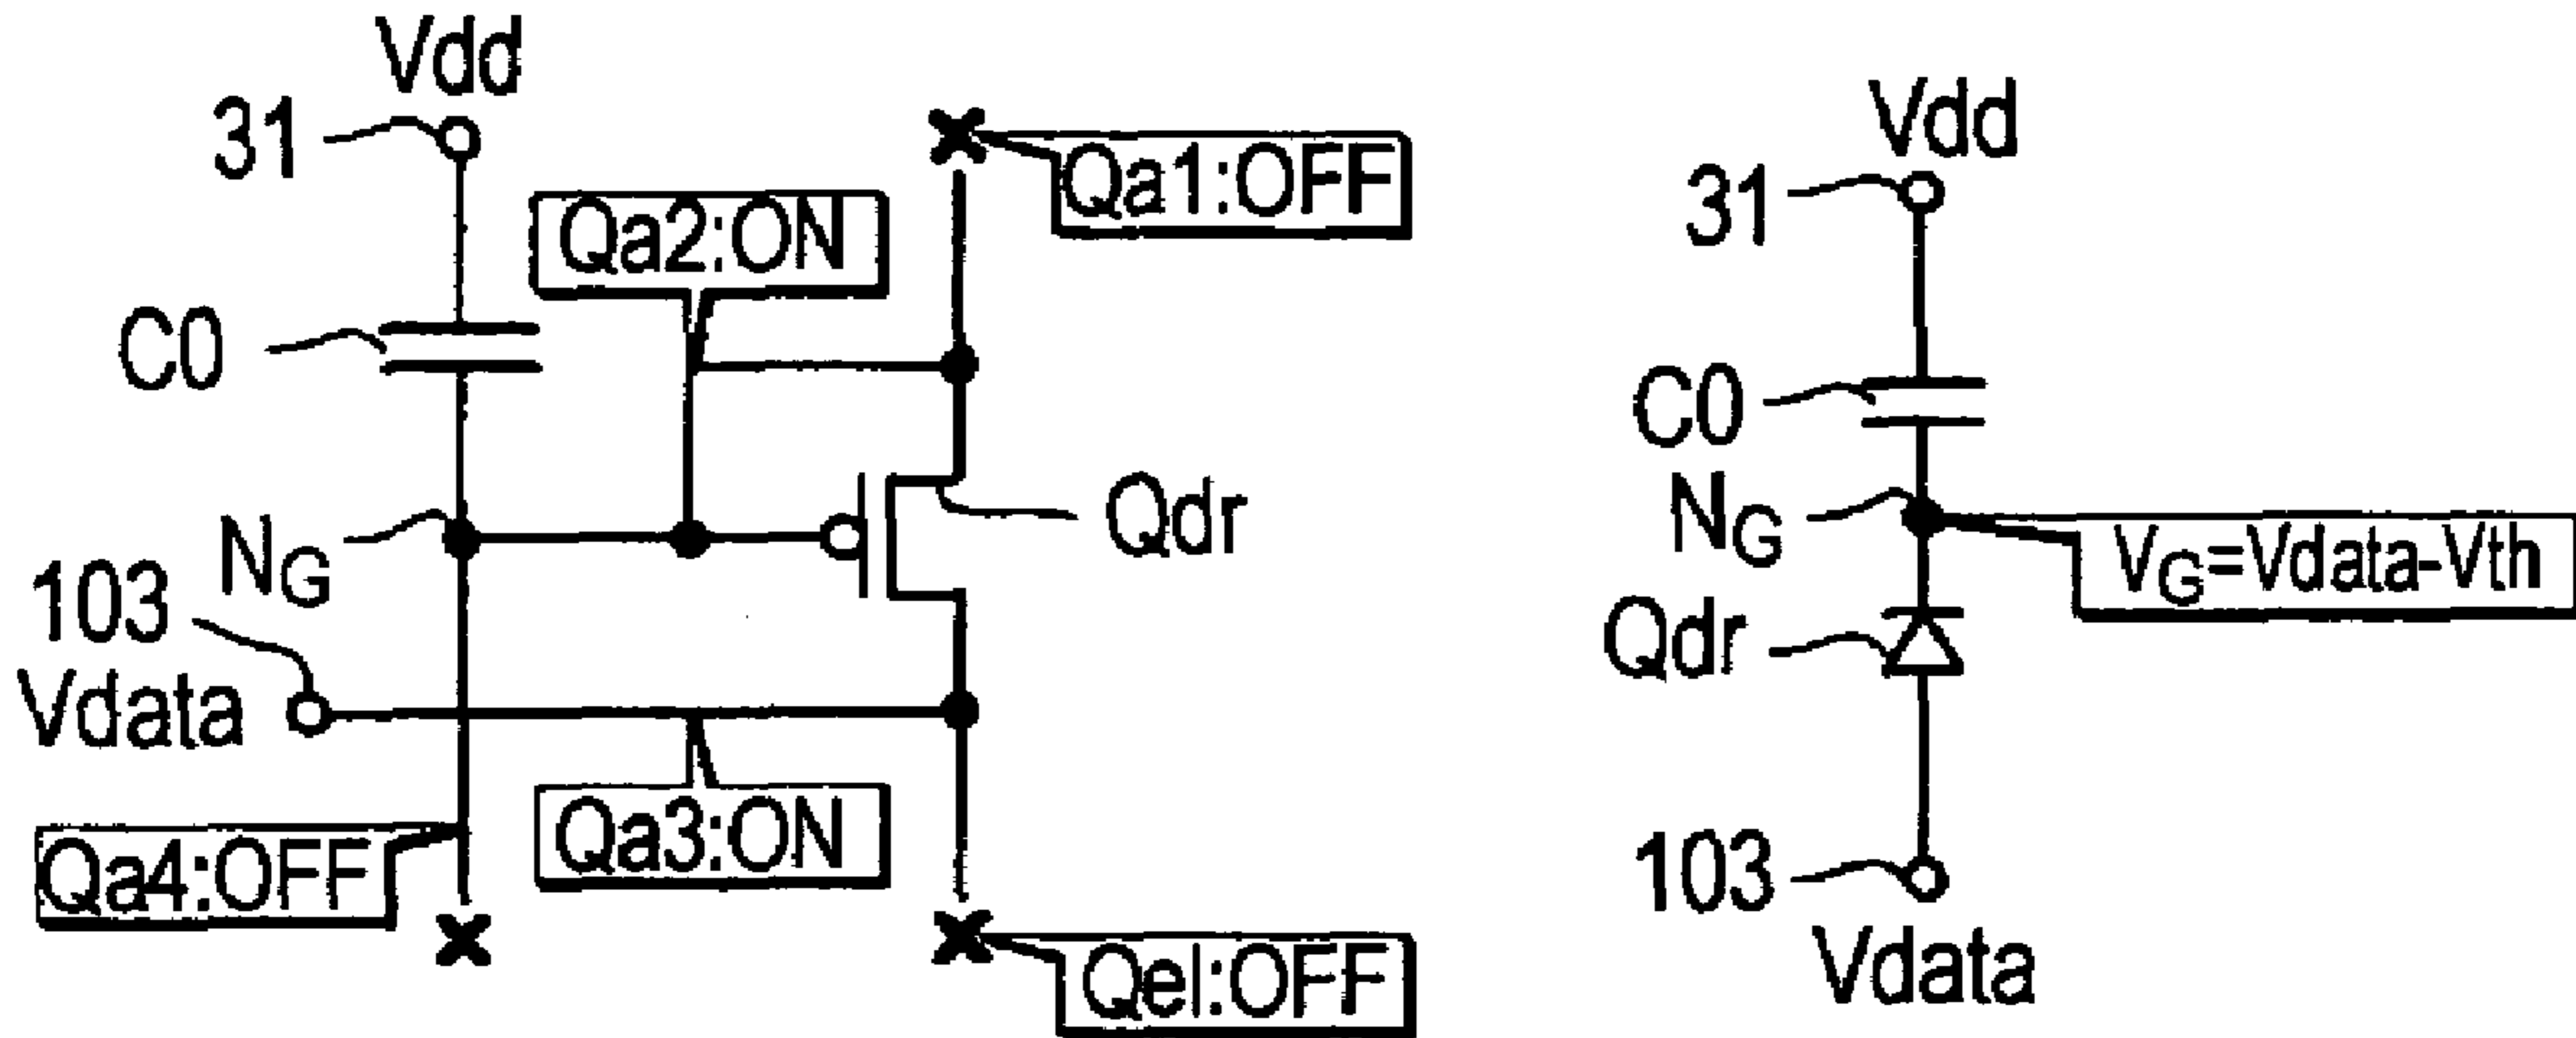 Vdd
31
Qa1:OFF
Qa2:ON
C0
NG
Qdr
103
Vdata
Qa3:ON
Qa4:OFF
Qel:OFF
Vdd
31
C0
NG
VG=Vdata-Vth
Qdr
103
Vdata